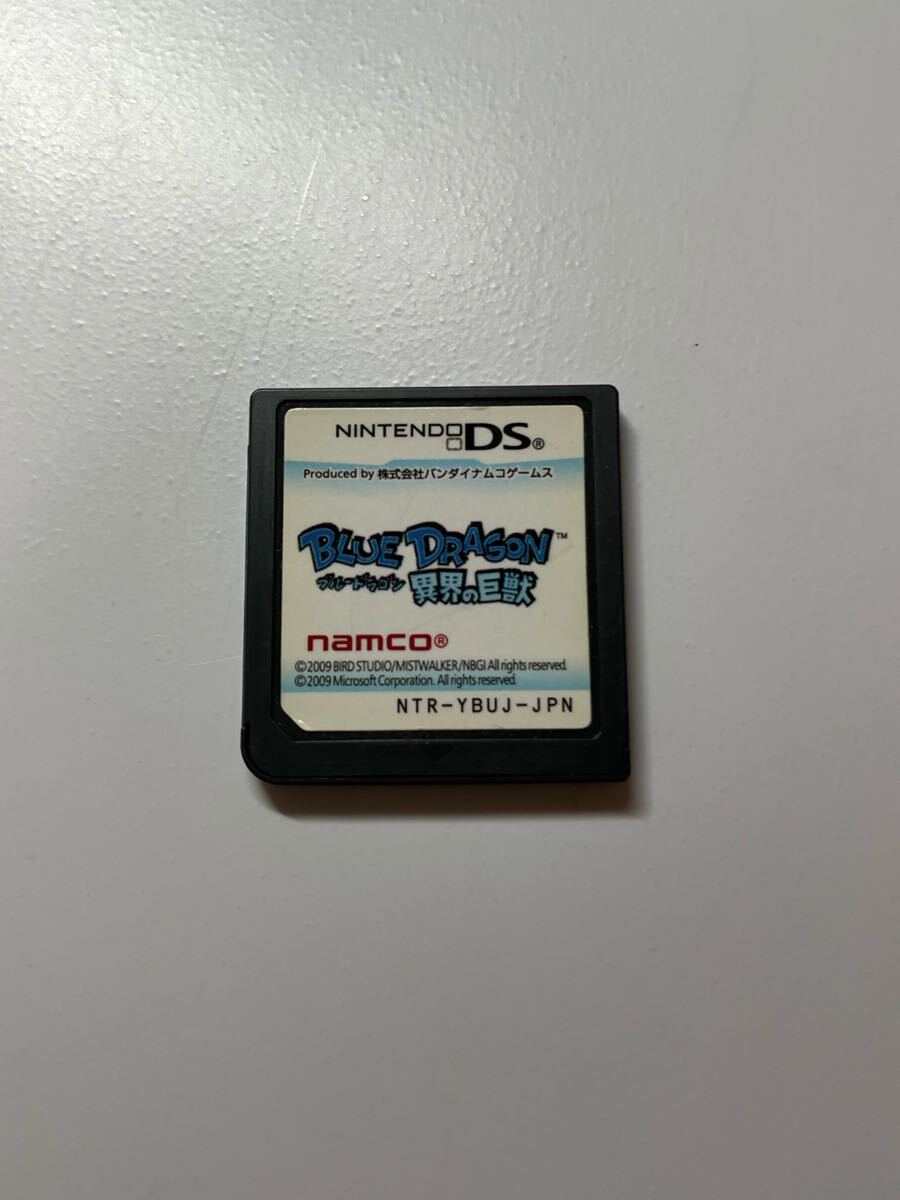 NINTENDO DS®
Produced by 株式会社バンダイナムコゲームス
BLUE DRAGON™
ブルードラゴン 異界の巨獣
namco®
©2009 BIRD STUDIO/MISTWALKER/NBGI All rights reserved.
©2009 Microsoft Corporation. All rights reserved.
NTR-YBUJ-JPN